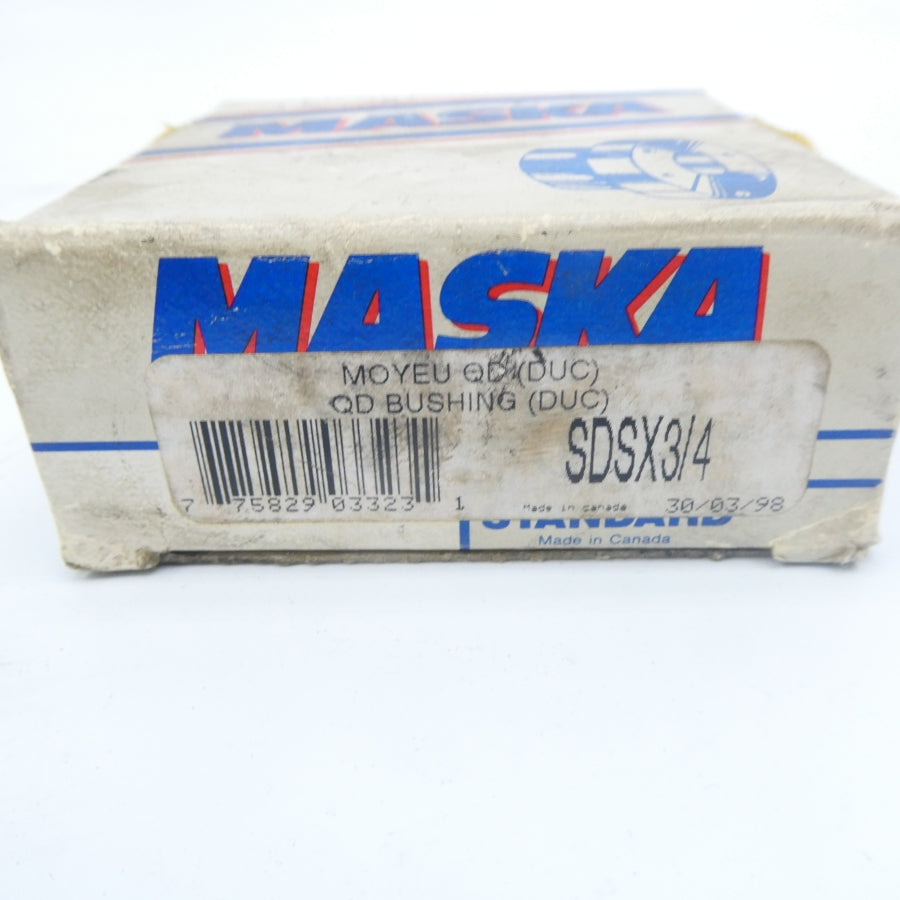 MASKA
MASKA
MOYEU QD (DUC)
QD BUSHING (DUC)
SDSX3/4
7 75829 03323 1
Made in canada 30/03/98
STANDARD
Made in Canada